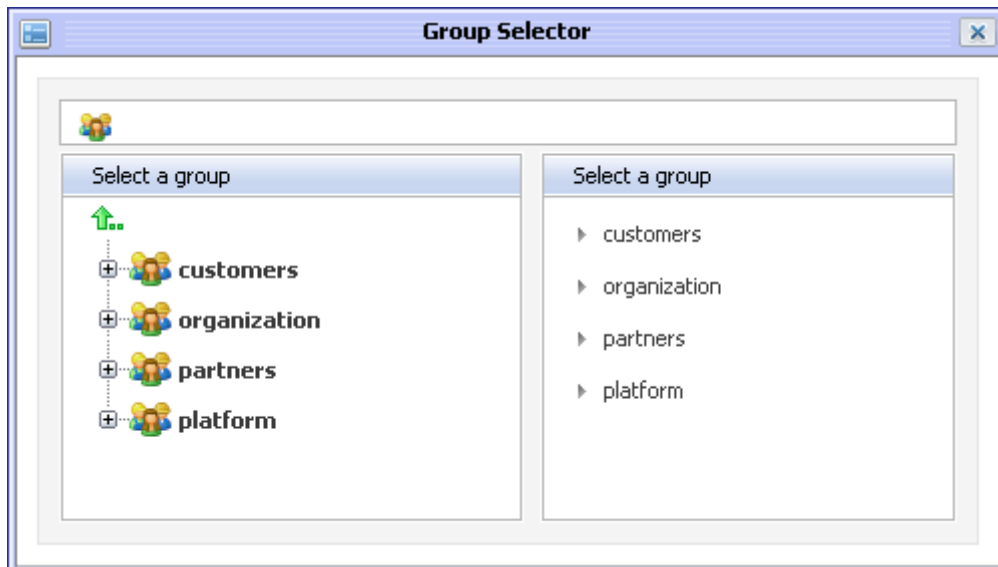 Group Selector
Select a group
customers
organization
partners
platform
Select a group
customers
organization
partners
platform